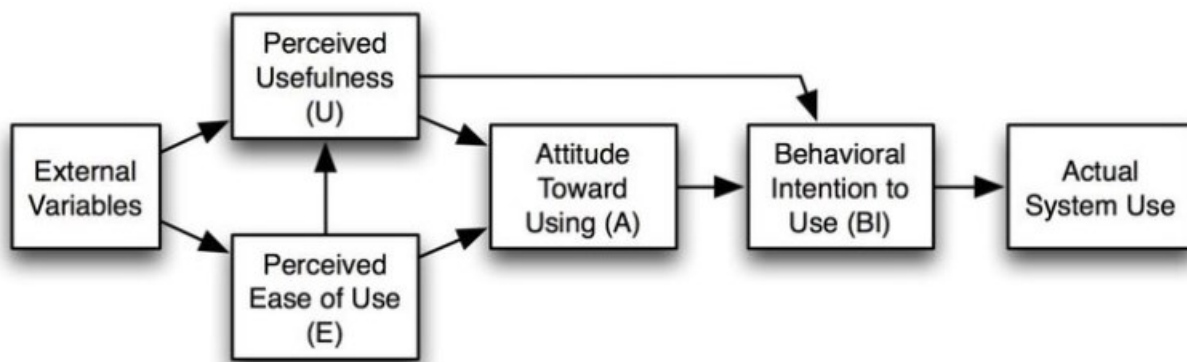 External
Variables
Perceived
Usefulness
(U)
Perceived
Ease of Use
(E)
Attitude
Toward
Using (A)
Behavioral
Intention to
Use (BI)
Actual
System Use